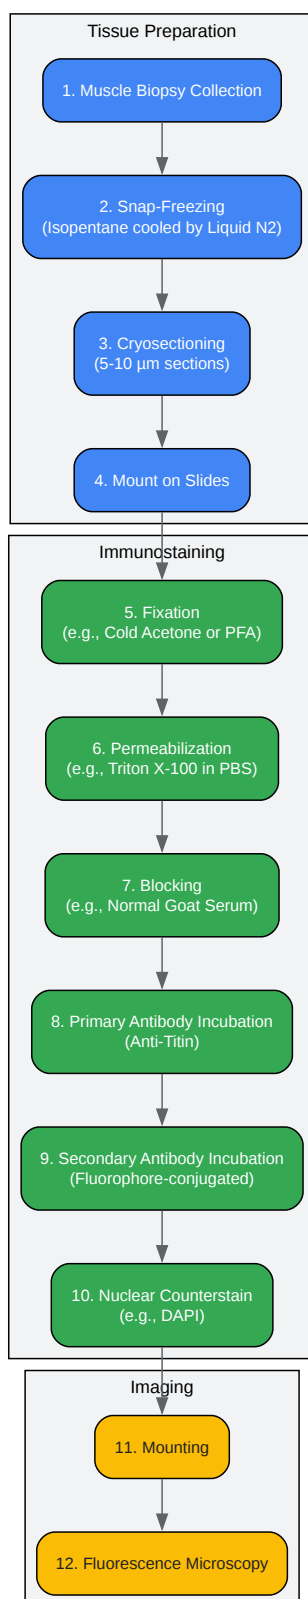 Tissue Preparation
1. Muscle Biopsy Collection
2. Snap-Freezing
(Isopentane cooled by Liquid N2)
3. Cryosectioning
(5-10 µm sections)
4. Mount on Slides
Immunostaining
5. Fixation
(e.g., Cold Acetone or PFA)
6. Permeabilization
(e.g., Triton X-100 in PBS)
7. Blocking
(e.g., Normal Goat Serum)
8. Primary Antibody Incubation
(Anti-Titin)
9. Secondary Antibody Incubation
(Fluorophore-conjugated)
10. Nuclear Counterstain
(e.g., DAPI)
Imaging
11. Mounting
12. Fluorescence Microscopy